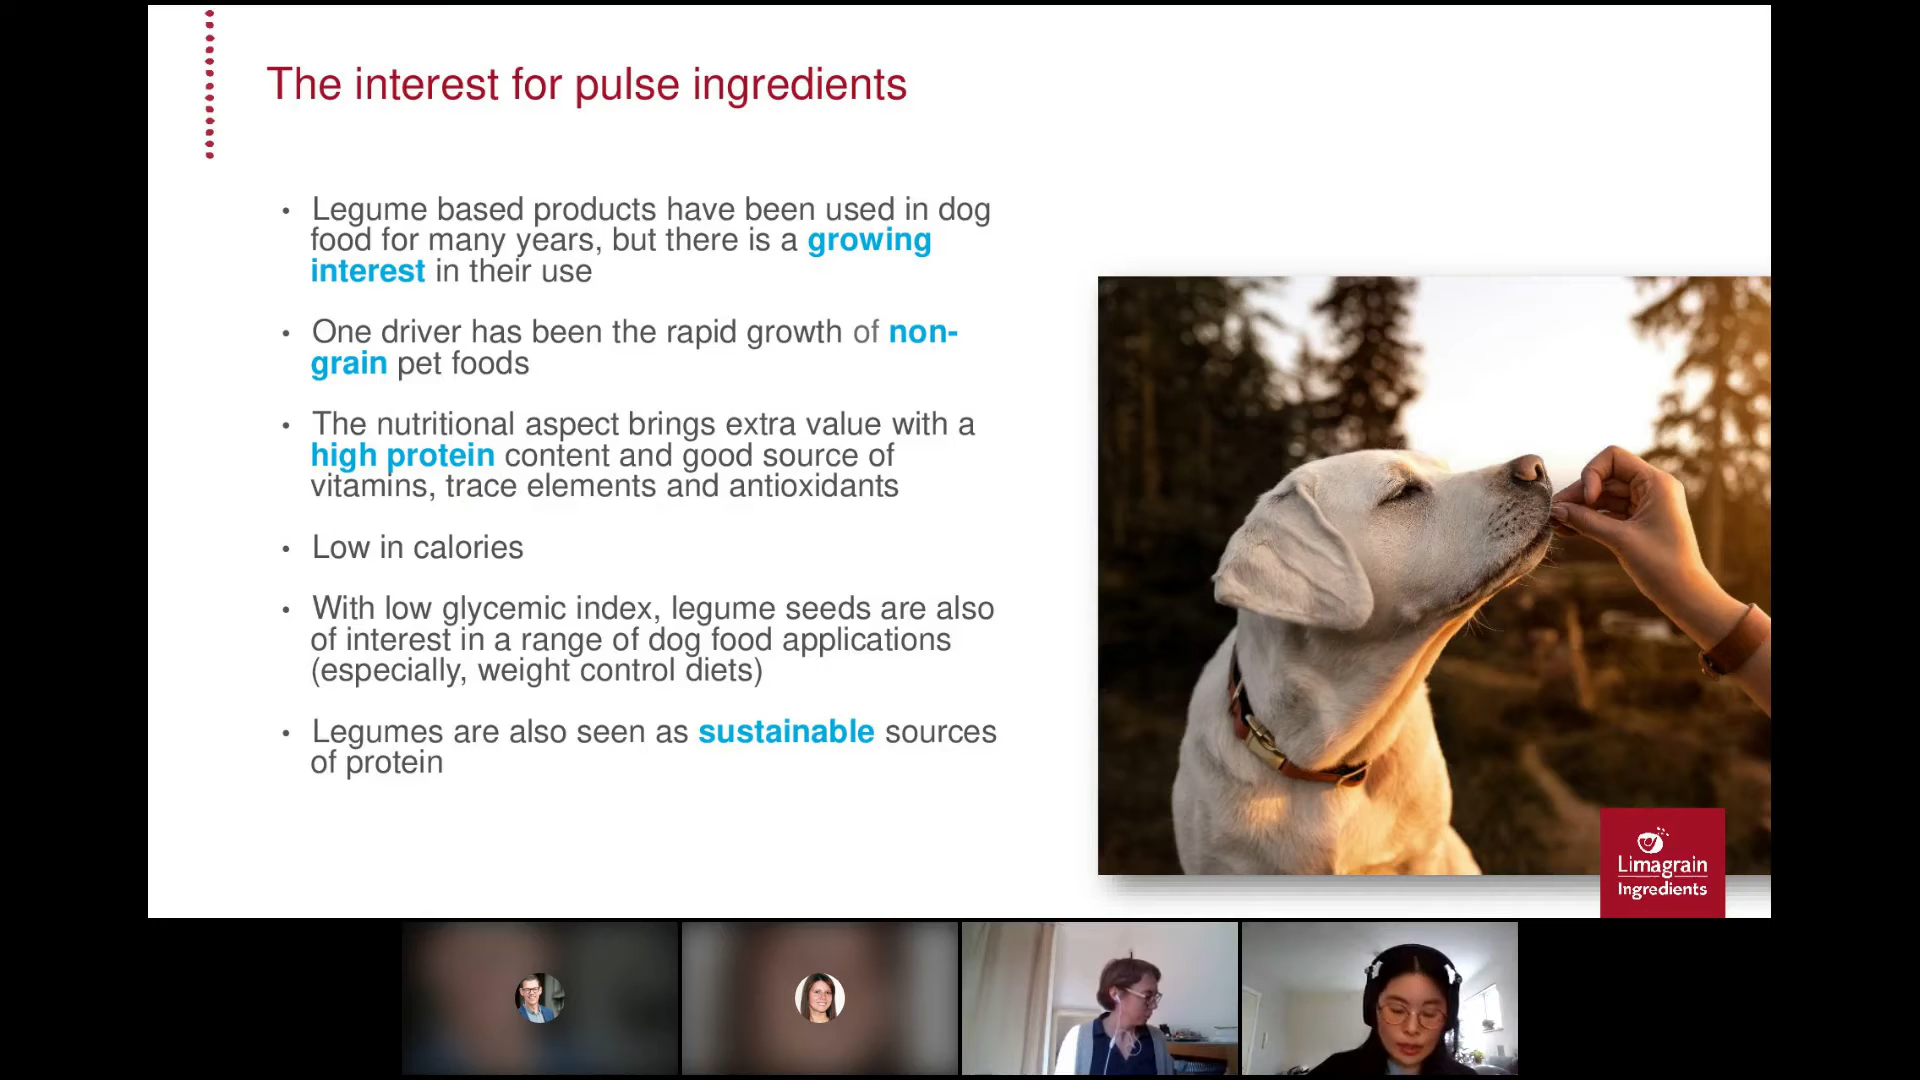 The interest for pulse ingredients
• Legume based products have been used in dog
food for many years, but there is a growing
interest in their use
• One driver has been the rapid growth of non-
grain pet foods
• The nutritional aspect brings extra value with a
high protein content and good source of
vitamins, trace elements and antioxidants
• Low in calories
• With low glycemic index, legume seeds are also
of interest in a range of dog food applications
(especially, weight control diets)
• Legumes are also seen as sustainable sources
of protein
Limagrain
Ingredients